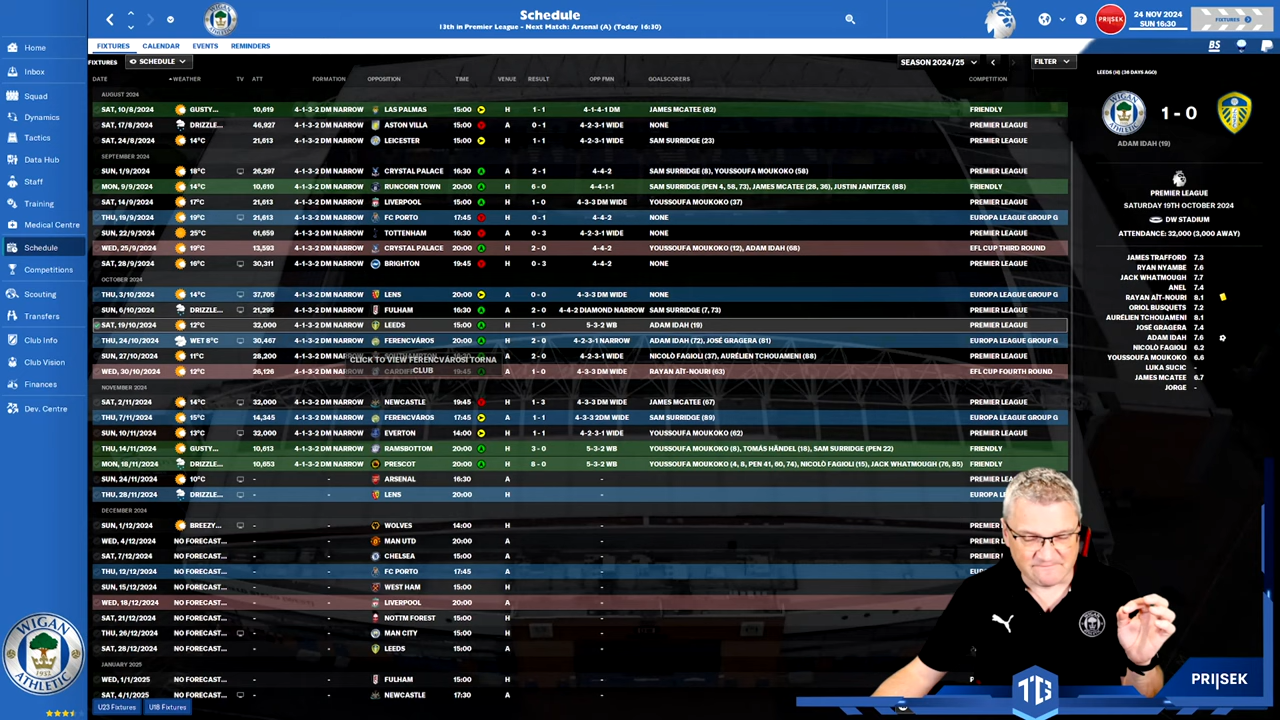 Schedule
13th in Premier League - Next Match: Arsenal (A) (Today 16:30)
PRIJSEK
24 NOV 2024
SUN 16:30
FIXTURES
Home
Inbox
Squad
Dynamics
Tactics
Data Hub
Staff
Training
Medical Centre
Schedule
Competitions
Scouting
Transfers
Club Info
Club Vision
Finances
Dev. Centre
WIGAN
ATHLETIC
FIXTURES CALENDAR EVENTS REMINDERS
BS
FIXTURES SCHEDULE SEASON 2024/25 FILTER
DATE WEATHER TV ATT FORMATION OPPOSITION TIME VENUE RESULT OPP FMN GOALSCORERS COMPETITION
AUGUST 2024
SAT, 10/8/2024 GUSTY... 10,619 4-1-3-2 DM NARROW LAS PALMAS 15:00 H 1 - 1 4-1-4-1 DM JAMES MCATEE (82) FRIENDLY
SAT, 17/8/2024 DRIZZLE... 46,927 4-1-3-2 DM NARROW ASTON VILLA 15:00 A 0 - 1 4-2-3-1 WIDE NONE PREMIER LEAGUE
SAT, 24/8/2024 14°C 21,613 4-1-3-2 DM NARROW LEICESTER 15:00 H 1 - 1 4-2-3-1 WIDE SAM SURRIDGE (23) PREMIER LEAGUE
SEPTEMBER 2024
SUN, 1/9/2024 18°C 26,297 4-1-3-2 DM NARROW CRYSTAL PALACE 16:30 A 2 - 1 4-4-2 SAM SURRIDGE (8), YOUSSOUFA MOUKOKO (58) PREMIER LEAGUE
MON, 9/9/2024 14°C 10,610 4-1-3-2 DM NARROW RUNCORN TOWN 20:00 H 6 - 0 4-4-1-1 SAM SURRIDGE (PEN 4, 58, 73), JAMES MCATEE (28, 36), JUSTIN JANITZEK (88) FRIENDLY
SAT, 14/9/2024 17°C 21,613 4-1-3-2 DM NARROW LIVERPOOL 15:00 H 1 - 0 4-3-3 DM WIDE YOUSSOUFA MOUKOKO (37) PREMIER LEAGUE
THU, 19/9/2024 19°C 21,613 4-1-3-2 DM NARROW FC PORTO 17:45 H 0 - 1 4-4-2 NONE EUROPA LEAGUE GROUP G
SUN, 22/9/2024 25°C 61,659 4-1-3-2 DM NARROW TOTTENHAM 16:30 A 0 - 3 4-2-3-1 WIDE NONE PREMIER LEAGUE
WED, 25/9/2024 19°C 13,593 4-1-3-2 DM NARROW CRYSTAL PALACE 20:00 H 2 - 0 4-4-2 YOUSSOUFA MOUKOKO (12), ADAM IDAH (68) EFL CUP THIRD ROUND
SAT, 28/9/2024 16°C 30,311 4-1-3-2 DM NARROW BRIGHTON 19:45 A 0 - 3 4-4-2 NONE PREMIER LEAGUE
OCTOBER 2024
THU, 3/10/2024 14°C 37,705 4-1-3-2 DM NARROW LENS 20:00 A 0 - 0 4-3-3 DM WIDE NONE EUROPA LEAGUE GROUP G
SUN, 6/10/2024 DRIZZLE... 21,295 4-1-3-2 DM NARROW FULHAM 16:30 A 2 - 0 4-4-2 DIAMOND NARROW SAM SURRIDGE (7, 73) PREMIER LEAGUE
SAT, 19/10/2024 12°C 32,000 4-1-3-2 DM NARROW LEEDS 15:00 H 1 - 0 5-3-2 WB ADAM IDAH (19) PREMIER LEAGUE
THU, 24/10/2024 WET 8°C 30,467 4-1-3-2 DM NARROW FERENCVÁROS 20:00 H 2 - 0 4-2-3-1 NARROW ADAM IDAH (72), JOSÉ GRAGERA (81) EUROPA LEAGUE GROUP G
SUN, 27/10/2024 11°C 28,200 4-1-3-2 DM NARROW A 2 - 0 4-2-3-1 WIDE NICOLÒ FAGIOLI (37), AURÉLIEN TCHOUAMENI (88) PREMIER LEAGUE
CLICK TO VIEW FERENCVÁROSI TORNA
CLUB
WED, 30/10/2024 12°C 26,126 4-1-3-2 DM NARROW CARDIFF 19:45 H 1 - 0 4-3-3 DM WIDE RAYAN AÏT-NOURI (63) EFL CUP FOURTH ROUND
NOVEMBER 2024
SAT, 2/11/2024 14°C 32,000 4-1-3-2 DM NARROW NEWCASTLE 19:45 H 1 - 3 4-3-3 DM WIDE JAMES MCATEE (67) PREMIER LEAGUE
THU, 7/11/2024 15°C 14,345 4-1-3-2 DM NARROW FERENCVÁROS 17:45 A 1 - 1 4-3-3 2DM WIDE SAM SURRIDGE (89) EUROPA LEAGUE GROUP G
SUN, 10/11/2024 13°C 32,000 4-1-3-2 DM NARROW EVERTON 14:00 H 1 - 1 4-2-3-1 WIDE YOUSSOUFA MOUKOKO (62) PREMIER LEAGUE
THU, 14/11/2024 GUSTY... 10,613 4-1-3-2 DM NARROW RAMSBOTTOM 20:00 H 3 - 0 5-3-2 WB YOUSSOUFA MOUKOKO (8), TOMÁS HÄNDEL (18), SAM SURRIDGE (PEN 22) FRIENDLY
MON, 18/11/2024 DRIZZLE... 10,653 4-1-3-2 DM NARROW PRESCOT 20:00 H 8 - 0 5-3-2 WB YOUSSOUFA MOUKOKO (4, 8, PEN 41, 60, 74), NICOLÒ FAGIOLI (15), JACK WHATMOUGH (76, 85) FRIENDLY
SUN, 24/11/2024 10°C - - ARSENAL 16:30 A - PREMIER LEAGUE
THU, 28/11/2024 DRIZZLE... - - LENS 20:00 H - EUROPA L
DECEMBER 2024
SUN, 1/12/2024 BREEZY... - - WOLVES 14:00 H - PREMIER
WED, 4/12/2024 NO FORECAST... - - MAN UTD 20:00 H - PREMIER
SAT, 7/12/2024 NO FORECAST... - - CHELSEA 15:00 A - PREMIER
THU, 12/12/2024 NO FORECAST... - - FC PORTO 17:45 A - EU
SUN, 15/12/2024 NO FORECAST... - - WEST HAM 15:00 H -
WED, 18/12/2024 NO FORECAST... - - LIVERPOOL 20:00 A -
SAT, 21/12/2024 NO FORECAST... - - NOTTM FOREST 15:00 H -
THU, 26/12/2024 NO FORECAST... - - MAN CITY 15:00 H -
SAT, 28/12/2024 NO FORECAST... - - LEEDS 15:00 A -
JANUARY 2025
WED, 1/1/2025 NO FORECAST... - - FULHAM 15:00 H - P
SAT, 4/1/2025 NO FORECAST... - - NEWCASTLE 17:30 A -
U23 Fixtures U18 Fixtures
LEEDS (H) (36 DAYS AGO)
1 - 0
ADAM IDAH (19)
PREMIER LEAGUE
SATURDAY 19TH OCTOBER 2024
DW STADIUM
ATTENDANCE: 32,000 (3,000 AWAY)
JAMES TRAFFORD 7.3
RYAN NYAMBE 7.6
JACK WHATMOUGH 7.7
ANEL 7.4
RAYAN AÏT-NOURI 8.1
ORIOL BUSQUETS 7.2
AURÉLIEN TCHOUAMENI 8.1
JOSÉ GRAGERA 7.4
ADAM IDAH 7.6
NICOLÒ FAGIOLI 6.2
YOUSSOUFA MOUKOKO 6.6
LUKA SUCIC -
JAMES MCATEE 6.7
JORGE -
TCS
PRIJSEK